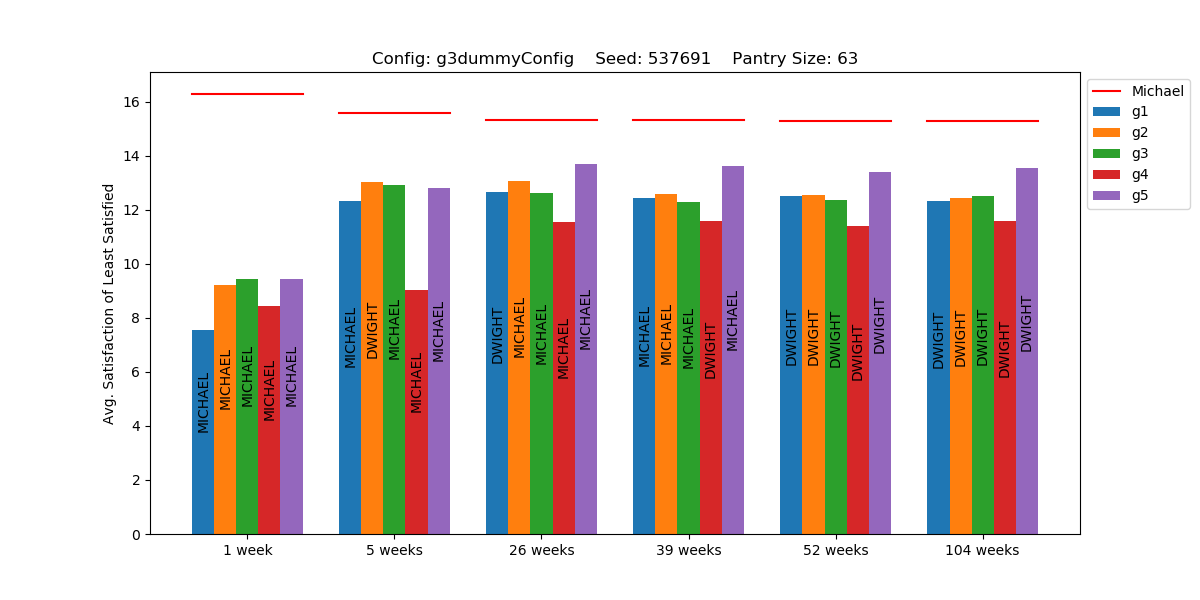 Config: g3dummyConfig    Seed: 537691    Pantry Size: 63
Avg. Satisfaction of Least Satisfied
16
14
12
10
8
6
4
2
0
MICHAEL
MICHAEL
MICHAEL
MICHAEL
MICHAEL
MICHAEL
DWIGHT
MICHAEL
MICHAEL
MICHAEL
DWIGHT
MICHAEL
MICHAEL
MICHAEL
MICHAEL
MICHAEL
MICHAEL
MICHAEL
DWIGHT
MICHAEL
DWIGHT
DWIGHT
DWIGHT
DWIGHT
DWIGHT
DWIGHT
DWIGHT
DWIGHT
DWIGHT
DWIGHT
1 week
5 weeks
26 weeks
39 weeks
52 weeks
104 weeks
Michael
g1
g2
g3
g4
g5